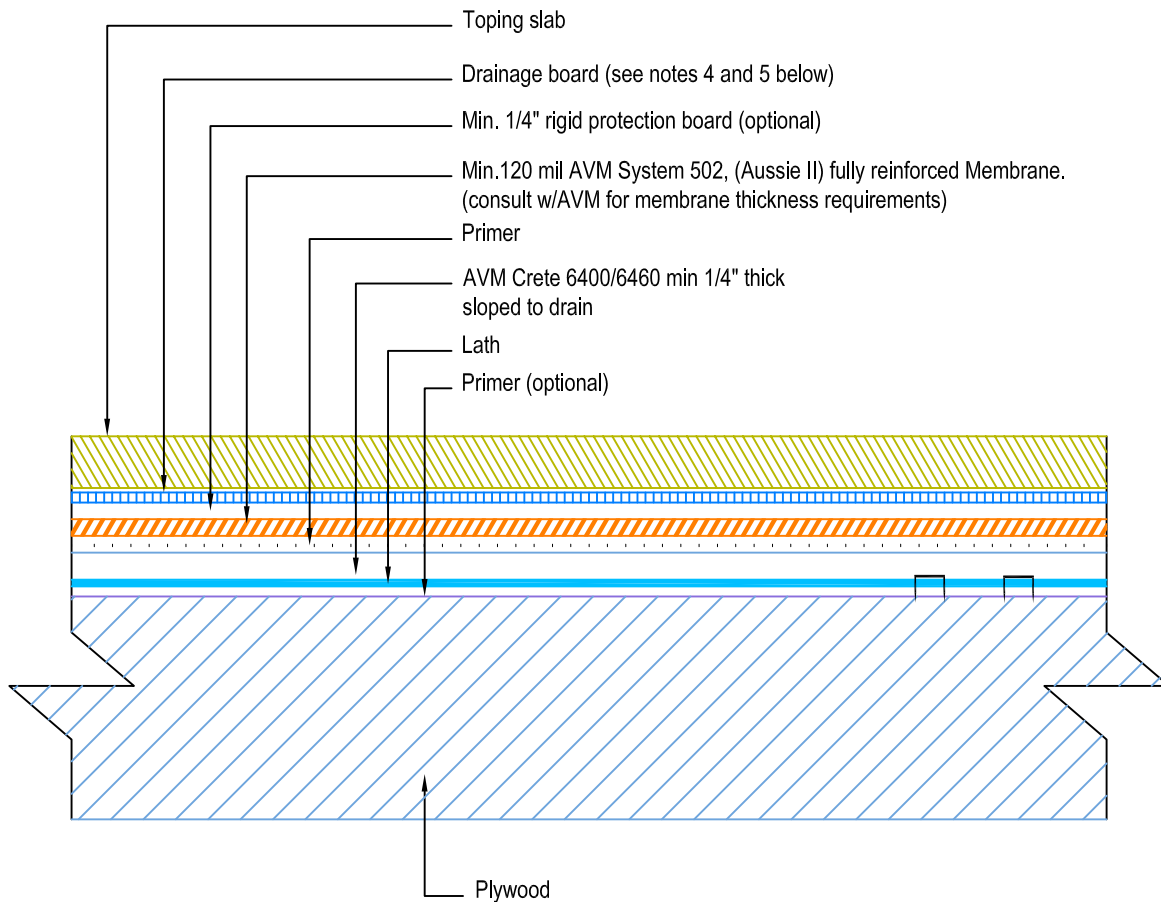 Toping slab
Drainage board (see notes 4 and 5 below)
Min. 1/4" rigid protection board (optional)
Min.120 mil AVM System 502, (Aussie II) fully reinforced Membrane.
(consult w/AVM for membrane thickness requirements)
Primer
AVM Crete 6400/6460 min 1/4" thick
sloped to drain
Lath
Primer (optional)
Plywood